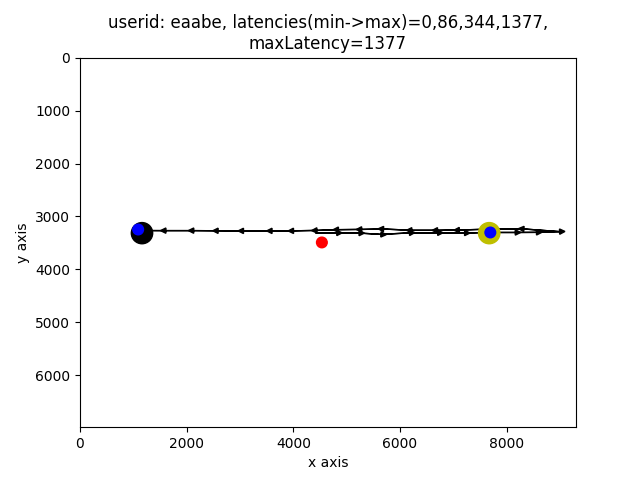 userid: eaabe, latencies(min->max)=0,86,344,1377,
maxLatency=1377
0
1000
2000
3000
4000
5000
6000
y axis
0 2000 4000 6000 8000
x axis